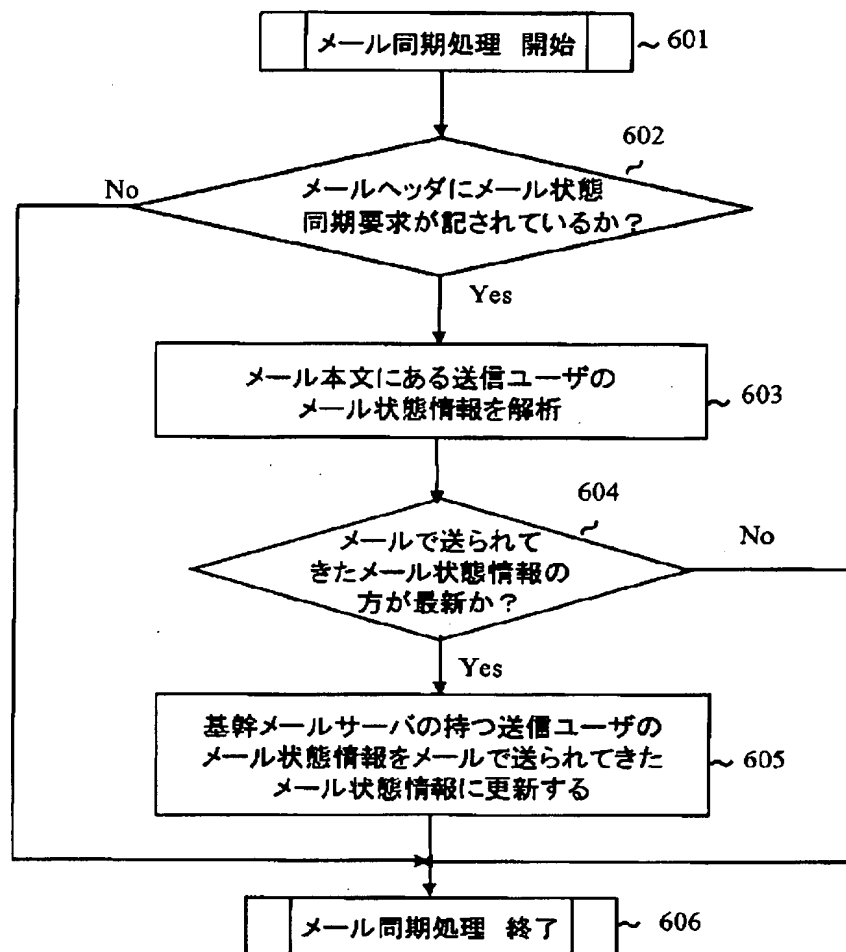 メール同期処理 開始
～601
602
No
メールヘッダにメール状態
同期要求が記されているか？
Yes
メール本文にある送信ユーザの
メール状態情報を解析
～603
604
メールで送られて
きたメール状態情報の
方が最新か？
No
Yes
基幹メールサーバの持つ送信ユーザの
メール状態情報をメールで送られてきた
メール状態情報に更新する
～605
メール同期処理 終了
～606